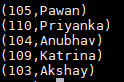 (105,Pawan)
(110,Priyanka)
(104,Anubhav)
(109,Katrina)
(103,Akshay)